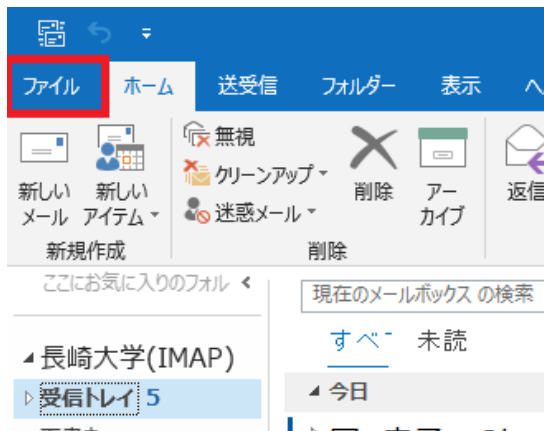 ファイル ホーム 送受信 フォルダー 表示 ヘ
無視
クリーンアップ
迷惑メール
新しい
メール
新しい
アイテム
削除
アー
カイブ
返信
新規作成 削除
ここにお気に入りのフォル
現在のメールボックス の検索
すべ 未読
長崎大学(IMAP)
今日
受信トレイ 5